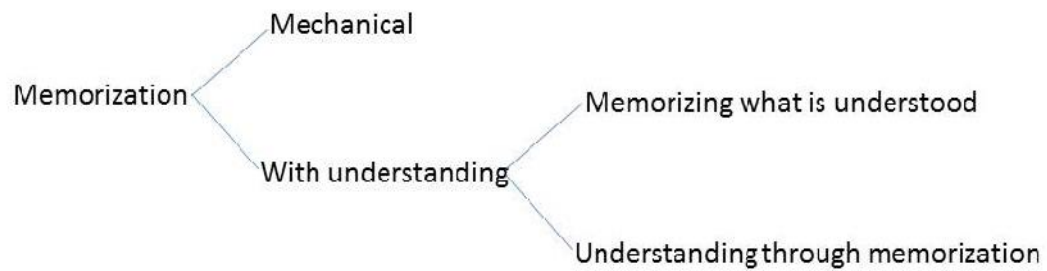 Mechanical
Memorization
Memorizing what is understood
With understanding
Understanding through memorization